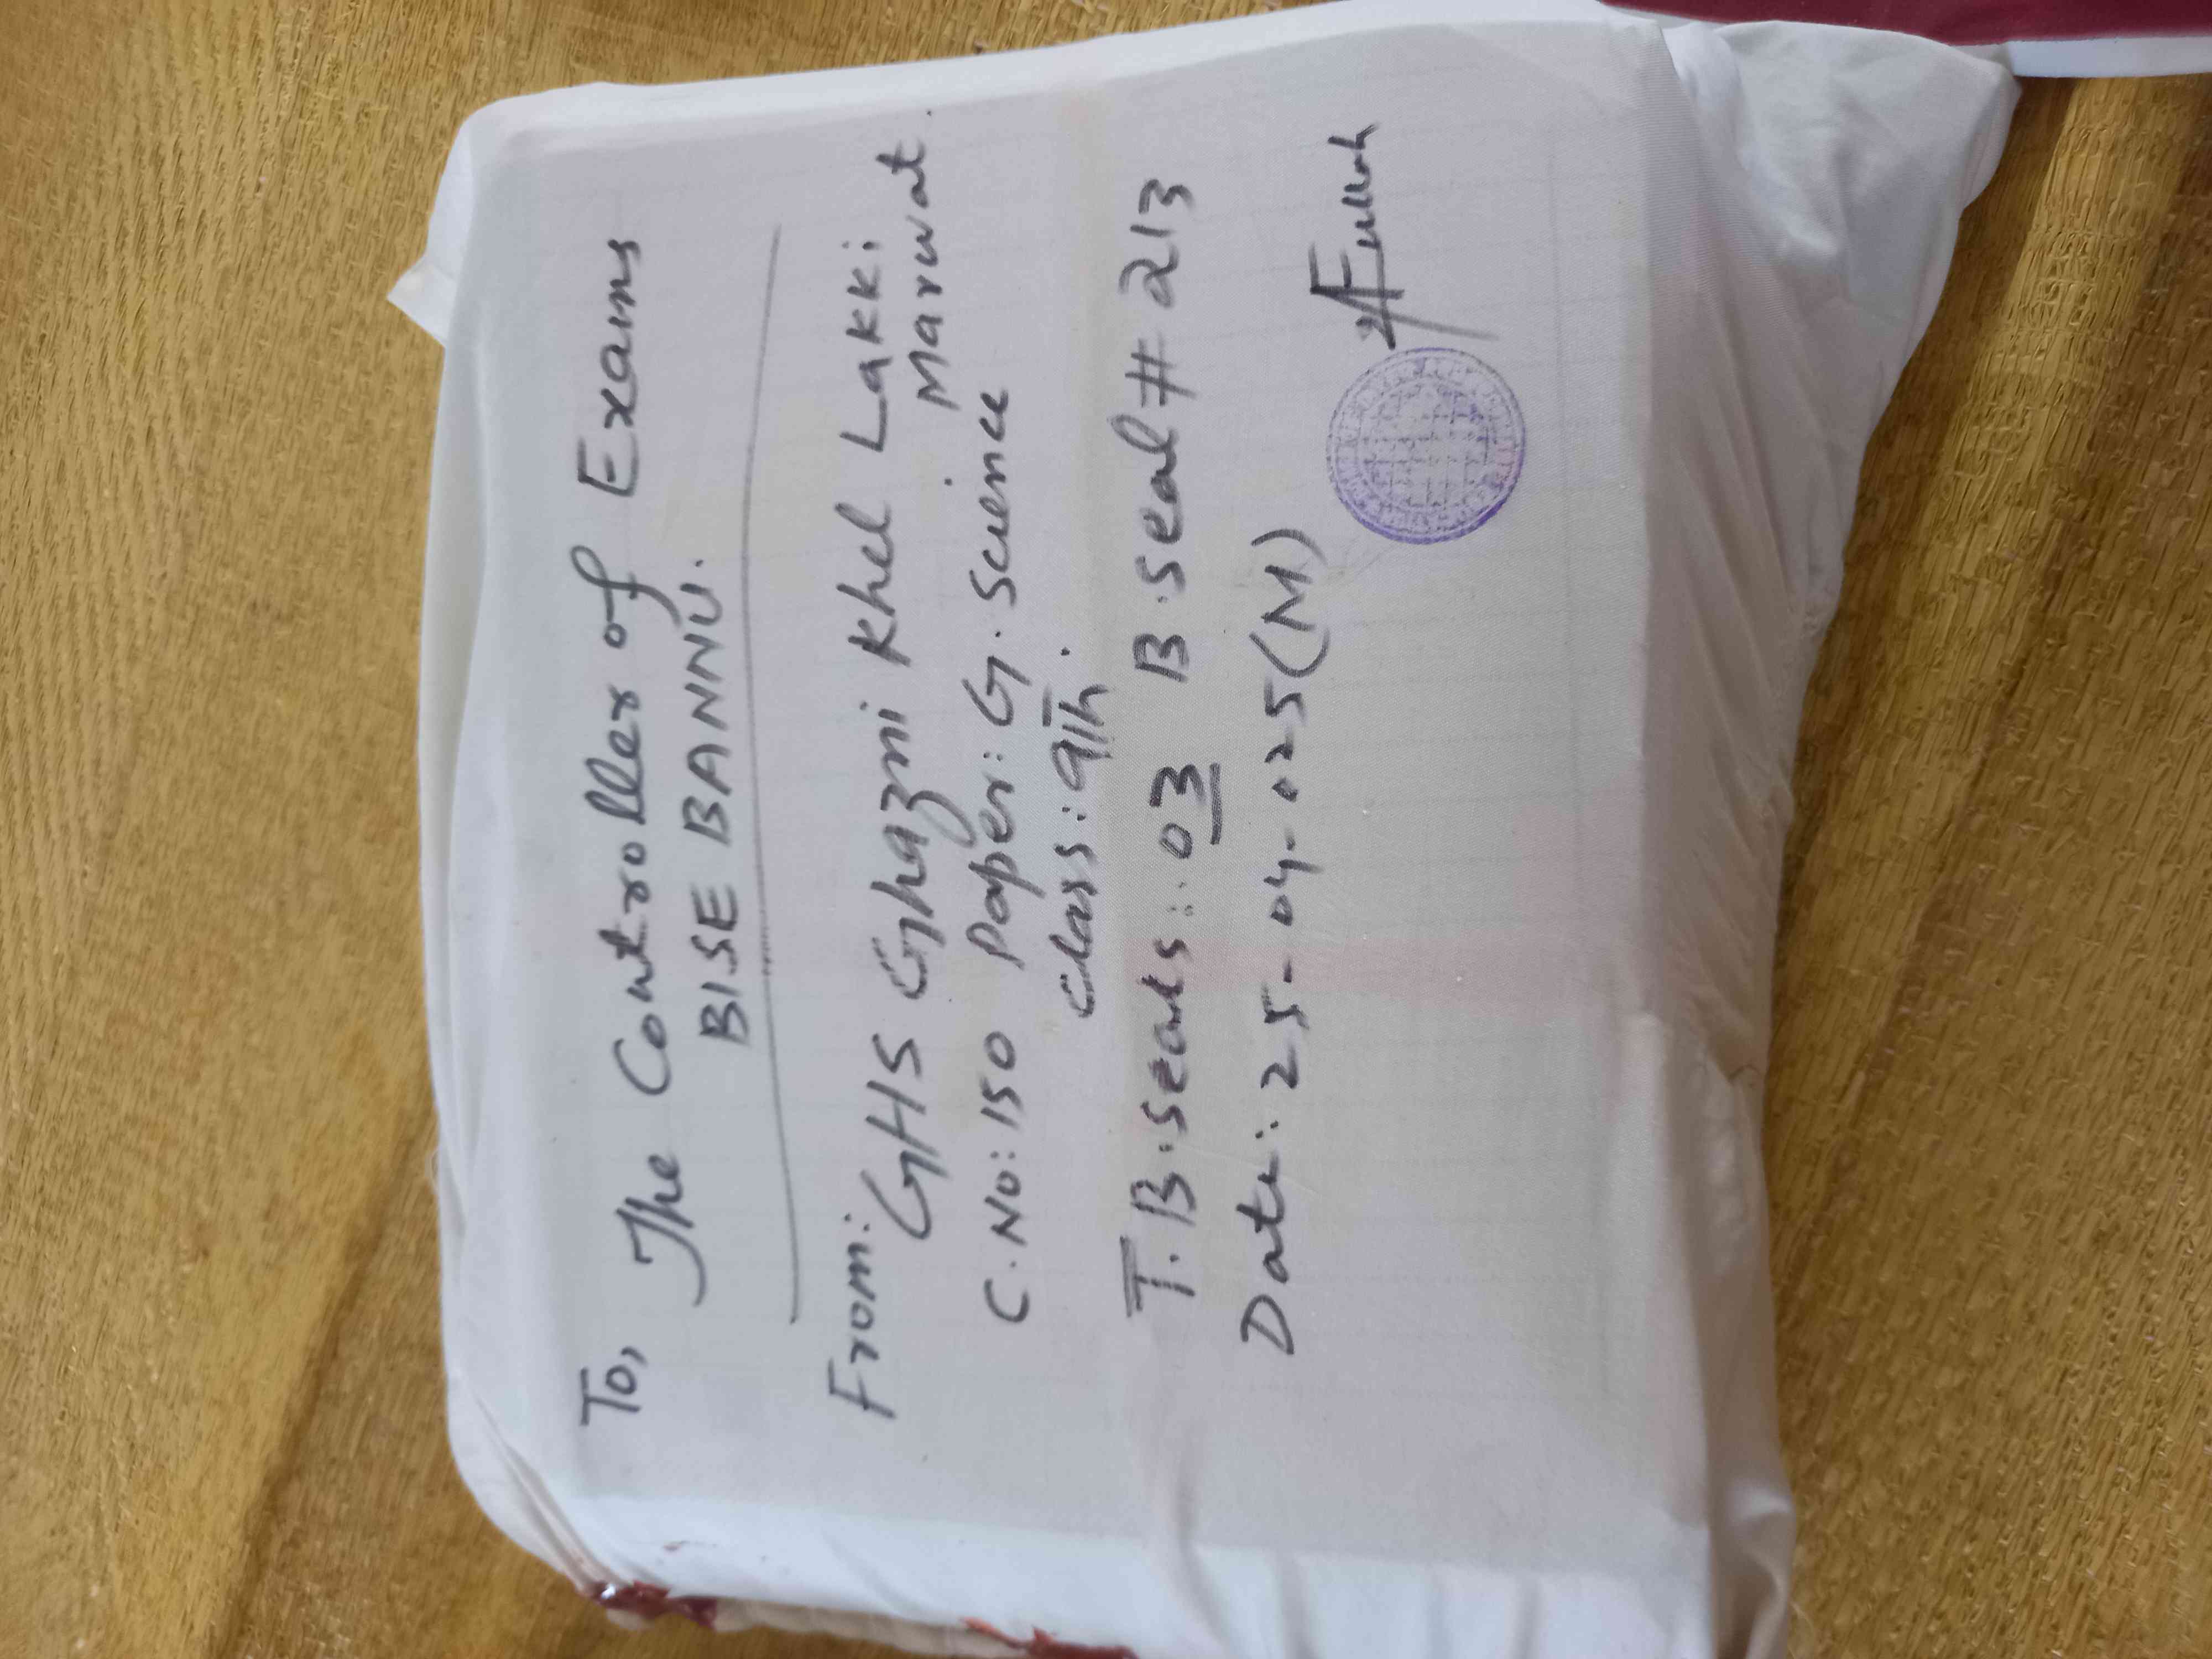 To,
The Controller of Exams
BISE BANNU.
From:
GHS Ghazni Khel Lakki
Marwat.
C.No: 150 Paper: G. Science
Class: 9th.
T.B.seals: 03 B.seal # 213
Date: 25-04-025(M)